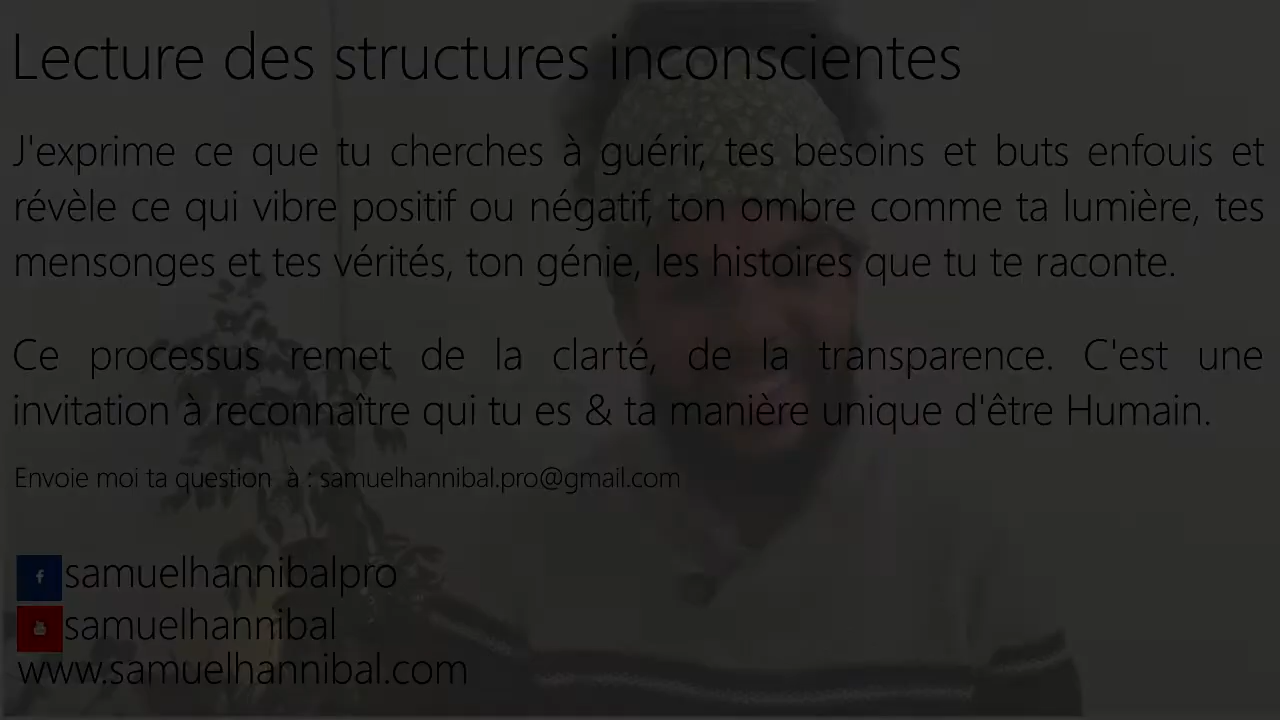 Lecture des structures inconscientes
J'exprime ce que tu cherches à guérir, tes besoins et buts enfouis et
révèle ce qui vibre positif ou négatif, ton ombre comme ta lumière, tes
mensonges et tes vérités, ton génie, les histoires que tu te raconte.
Ce processus remet de la clarté, de la transparence. C'est une
invitation à reconnaître qui tu es & ta manière unique d'être Humain.
Envoie moi ta question à : samuelhannibal.pro@gmail.com
f samuelhannibalpro
samuelhannibal
www.samuelhannibal.com